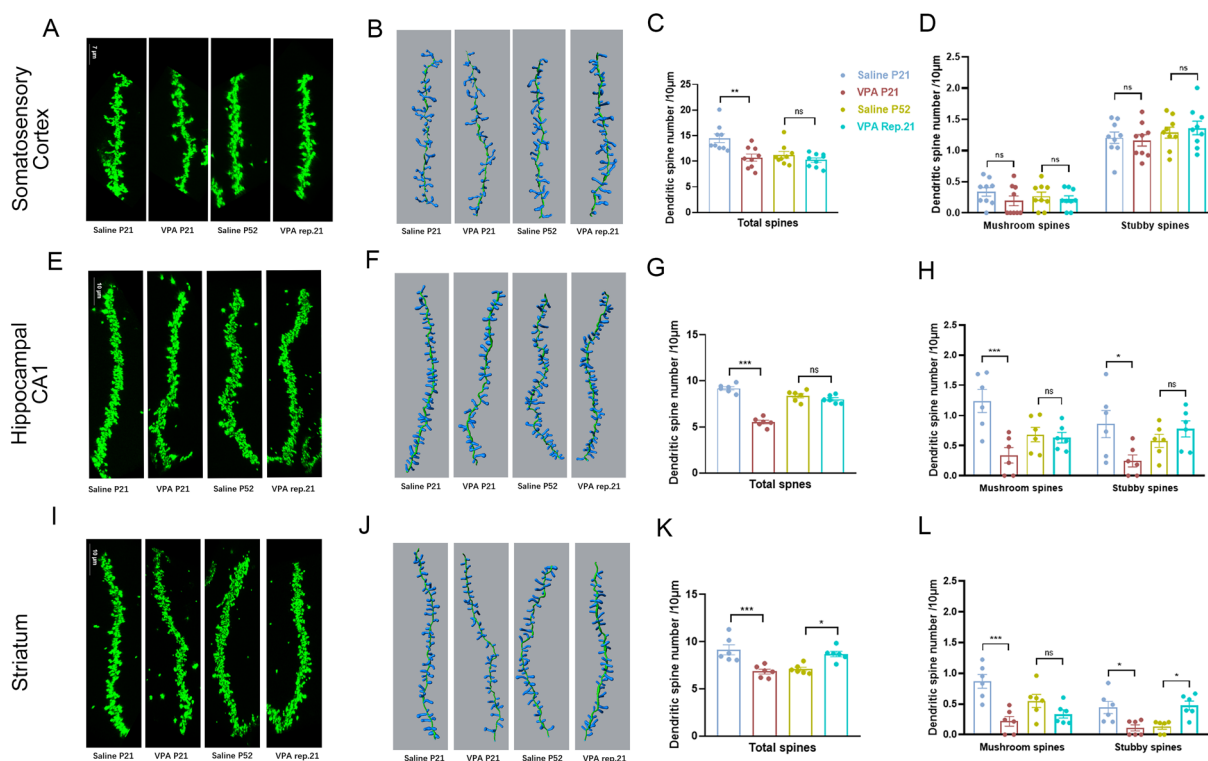 A
B
C
D
Somatosensory
Cortex
7 μm
Saline P21
VPA P21
Saline P52
VPA rep.21
Saline P21
VPA P21
Saline P52
VPA Rep.21
Dendritic spine number /10μm
25
20
15
10
5
0
**
ns
Total spines
Saline P21
VPA P21
Saline P52
VPA Rep.21
Dendritic spine number /10μm
2.5
2.0
1.5
1.0
0.5
0.0
ns
ns
ns
ns
Mushroom spines
Stubby spines
E
F
G
H
Hippocampal
CA1
10 μm
Saline P21
VPA P21
Saline P52
VPA rep.21
Saline P21
VPA P21
Saline P52
VPA rep.21
Dendritic spine number /10μm
15
10
5
0
***
ns
Total spnes
Dendritic spine number /10μm
2.0
1.5
1.0
0.5
0.0
***
ns
*
ns
Mushroom spines
Stubby spines
I
J
K
L
Striatum
10 μm
Saline P21
VPA P21
Saline P52
VPA rep.21
Saline P21
VPA P21
Saline P52
VPA rep.21
Dendritic spine number /10μm
15
10
5
0
***
*
Total spines
Dendritic spine number /10μm
2.0
1.5
1.0
0.5
0.0
***
ns
*
*
Mushroom spines
Stubby spines